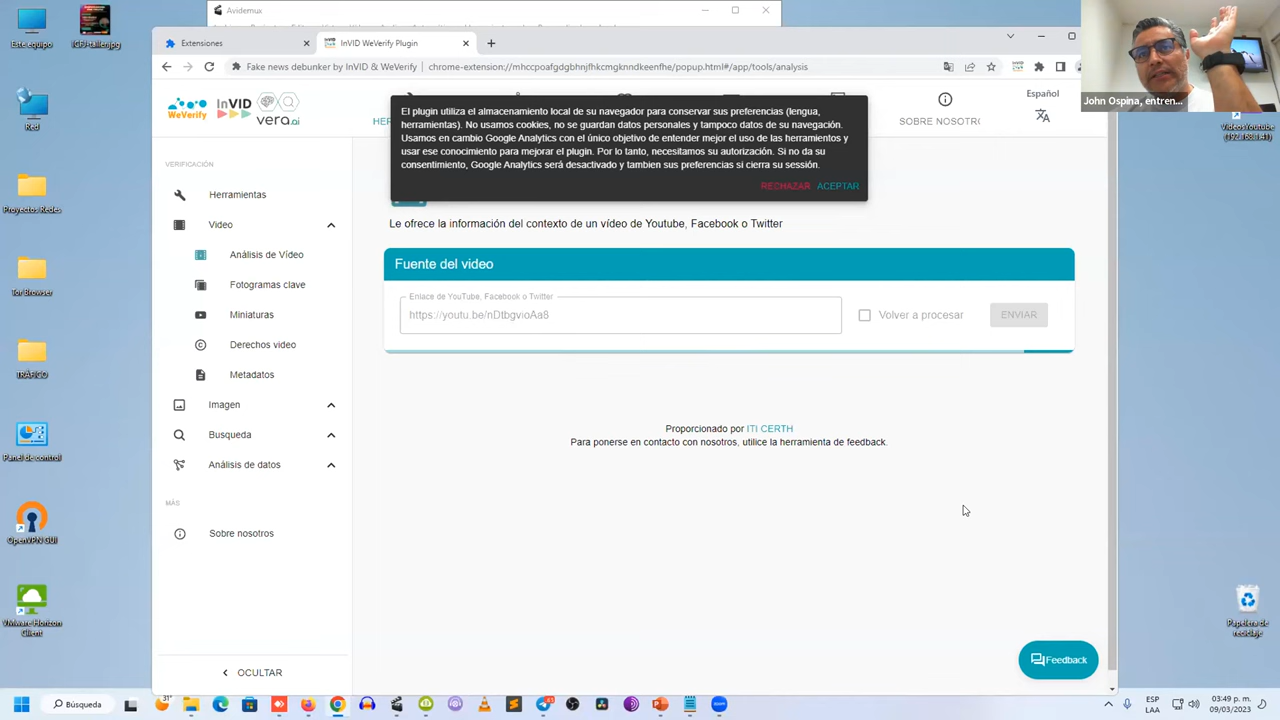 Este equipo
ICFJ-taller.jpg
Red
Proyectos Redes
Tor Browser
TRÁFICO
Panel de control
OpenVPN GUI
VMware Horizon
Client
Avidemux
Extensiones
InVID WeVerify Plugin
Fake news debunker by InVID & WeVerify
chrome-extension://mhccpoafgdgbhnjfhkcmgknndkeenfhe/popup.html#/app/tools/analysis
WeVerify
InVID
vera.ai
HER
El plugin utiliza el almacenamiento local de su navegador para conservar sus preferencias (lengua,
herramientas). No usamos cookies, no se guardan datos personales y tampoco datos de su navegación.
Usamos en cambio Google Analytics con el único objetivo de entender mejor el uso de las herramientos y
usar ese conocimiento para mejorar el plugin. Por lo tanto, necesitamos su autorización. Si no da su
consentimiento, Google Analytics será desactivado y tambien sus preferencias si cierra su sesión.
RECHAZAR
ACEPTAR
SOBRE NOSOTRO
Español
John Ospina, entren...
VideosYoutube
VERIFICACIÓN
Herramientas
Video
Análisis de Vídeo
Fotogramas clave
Miniaturas
Derechos video
Metadatos
Imagen
Busqueda
Análisis de datos
MÁS
Sobre nosotros
OCULTAR
Le ofrece la información del contexto de un vídeo de Youtube, Facebook o Twitter
Fuente del video
Enlace de YouTube, Facebook o Twitter
https://youtu.be/nDtbgvioAa8
Volver a procesar
ENVIAR
Proporcionado por ITI CERTH
Para ponerse en contacto con nosotros, utilice la herramienta de feedback.
Feedback
Papelera de
reciclaje
Búsqueda
31°
ESP
LAA
03:49 p. m.
09/03/2023